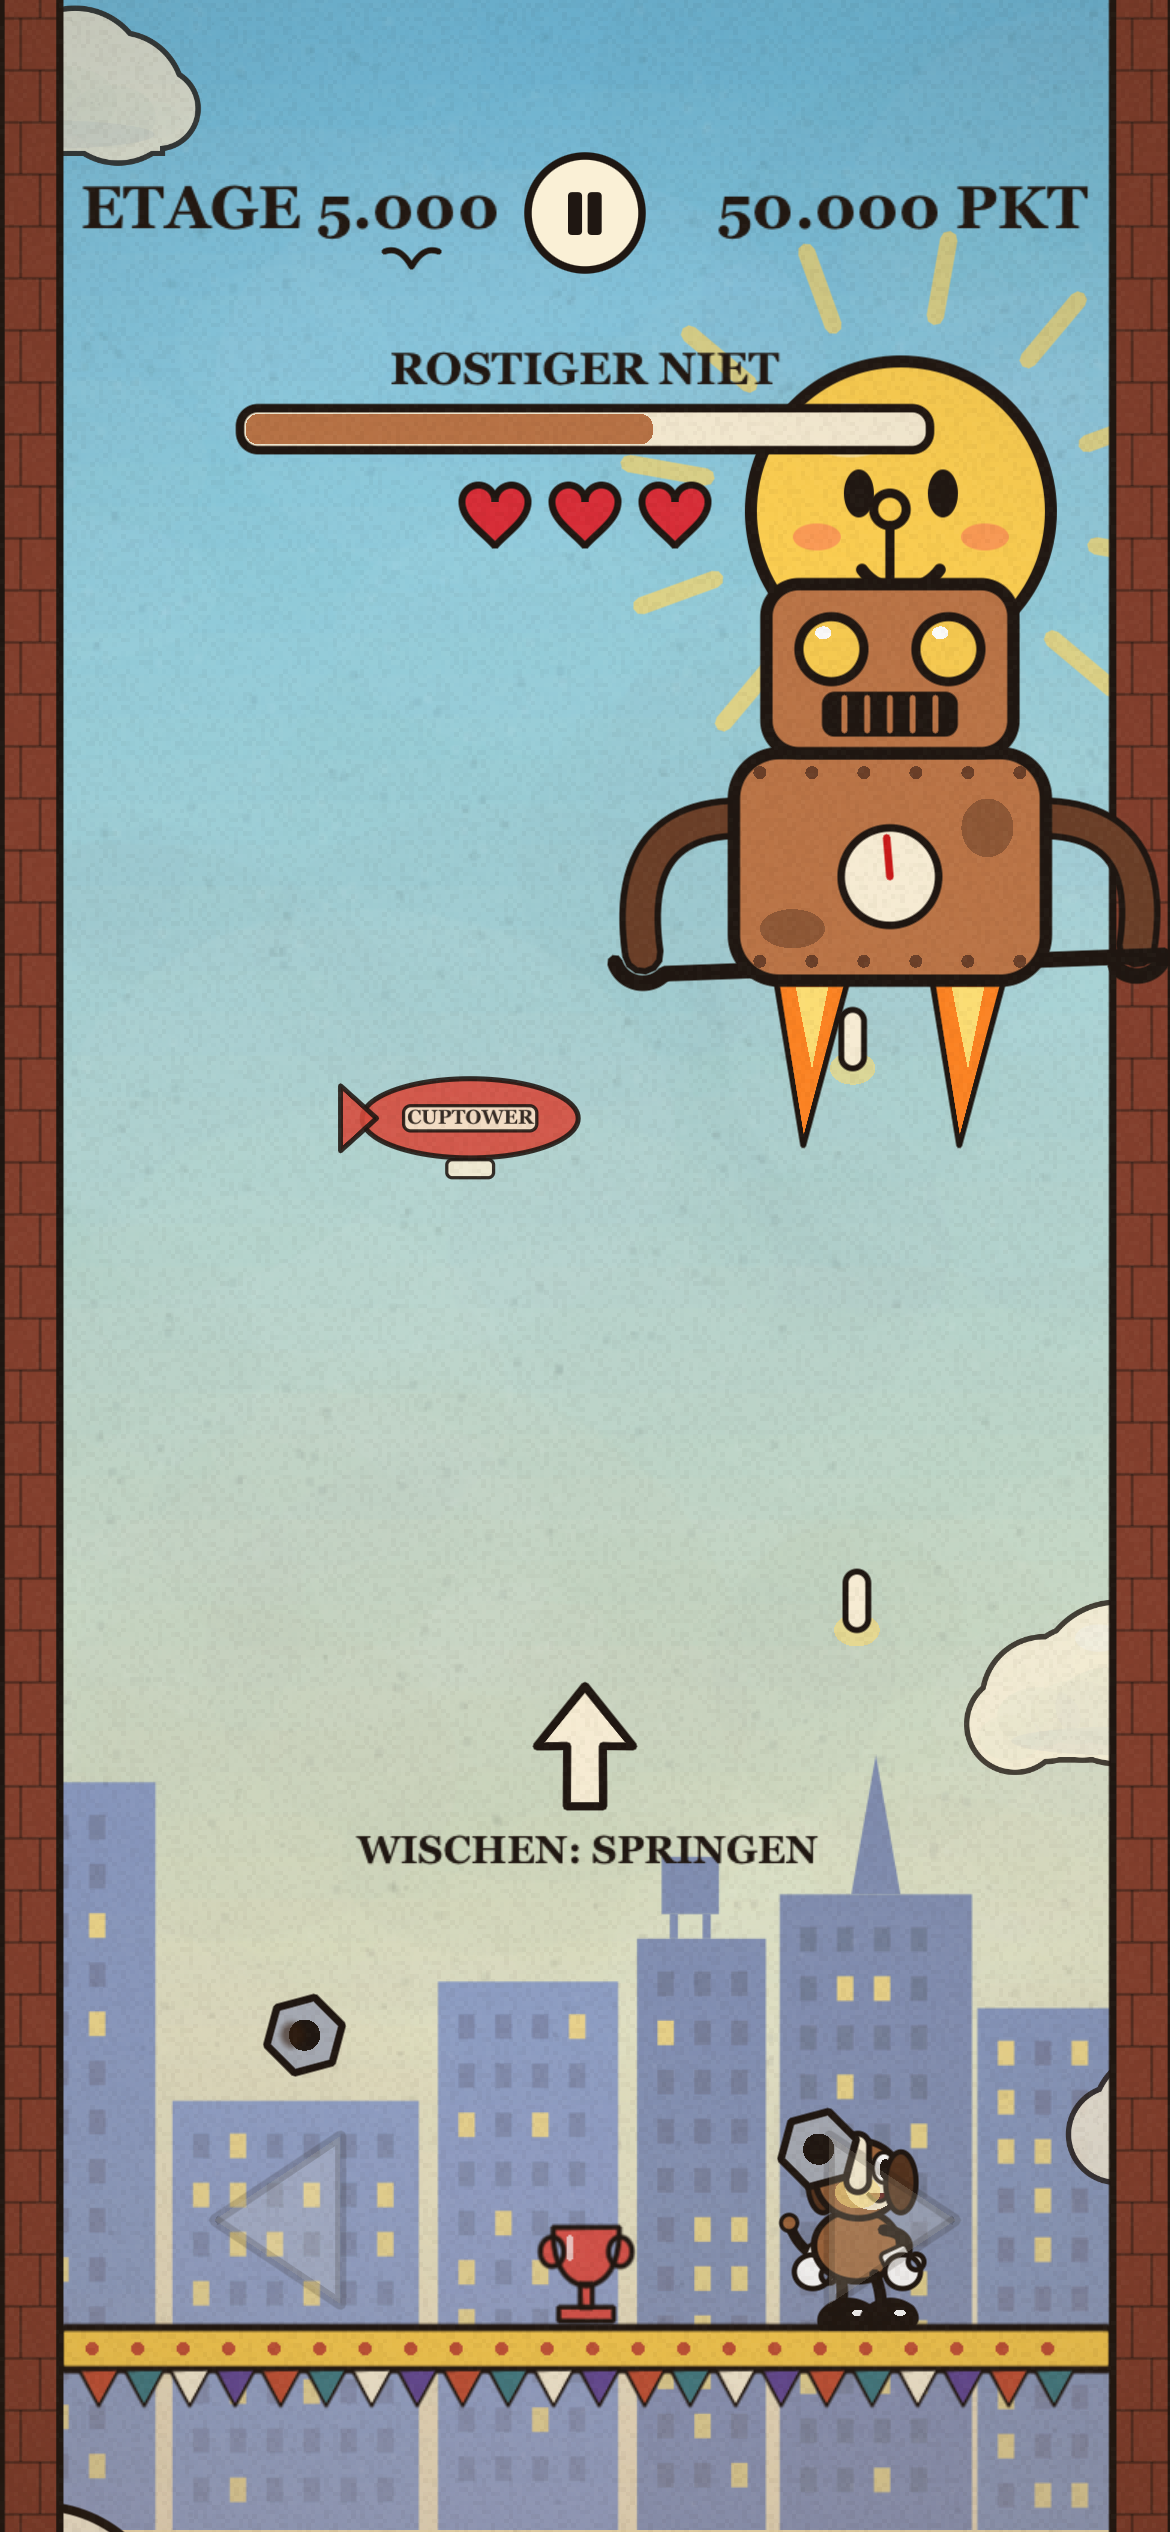 ETAGE 5.000
50.000 PKT
ROSTIGER NIET
CUPTOWER
WISCHEN: SPRINGEN